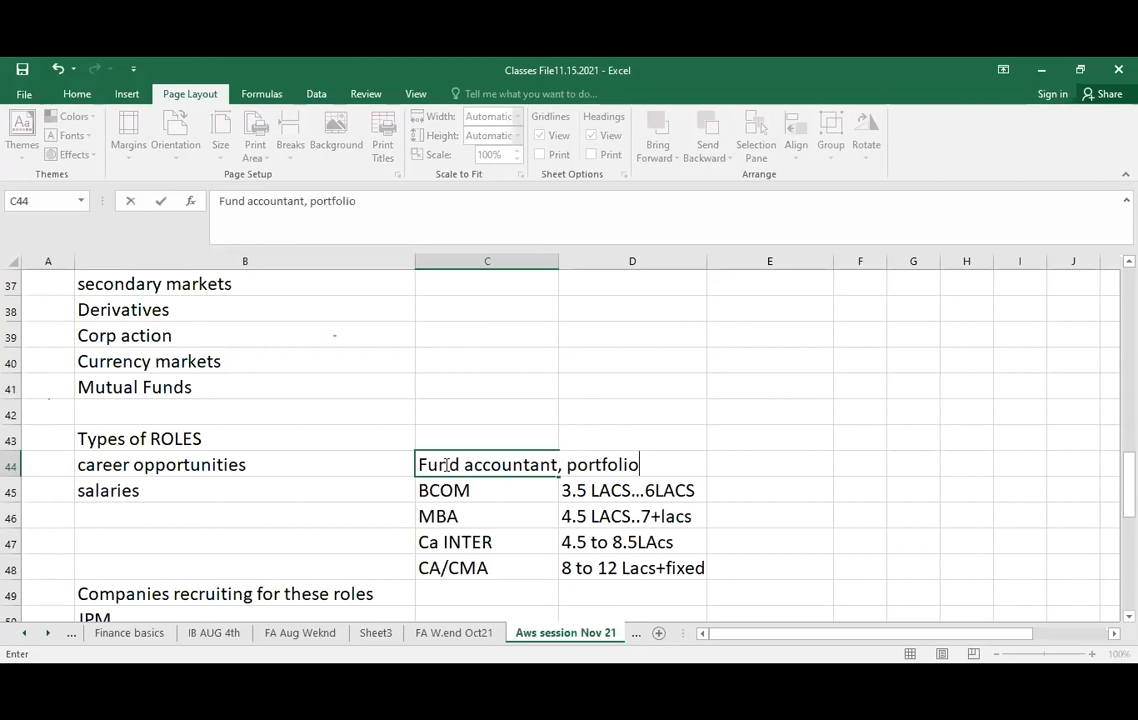 Classes File11.15.2021 - Excel
File Home Insert Page Layout Formulas Data Review View Tell me what you want to do... Sign in Share
Aa Colors Width: Automatic Gridlines Headings
Themes Fonts Margins Orientation Size Print Area Breaks Background Print Titles Height: Automatic View View Bring Forward Send Backward Selection Pane Align Group Rotate
Effects Scale: 100% Print Print
Themes Page Setup Scale to Fit Sheet Options Arrange
C44 fx Fund accountant, portfolio
A B C D E F G H I J
37 secondary markets
38 Derivatives
39 Corp action -
40 Currency markets
41 Mutual Funds
42
43 Types of ROLES
44 career opportunities Fund accountant, portfolio
45 salaries BCOM 3.5 LACS...6LACS
46 MBA 4.5 LACS..7+lacs
47 Ca INTER 4.5 to 8.5LAcs
48 CA/CMA 8 to 12 Lacs+fixed
49 Companies recruiting for these roles
50 JPM
... Finance basics IB AUG 4th FA Aug Weknd Sheet3 FA W.end Oct21 Aws session Nov 21 ...
Enter 100%